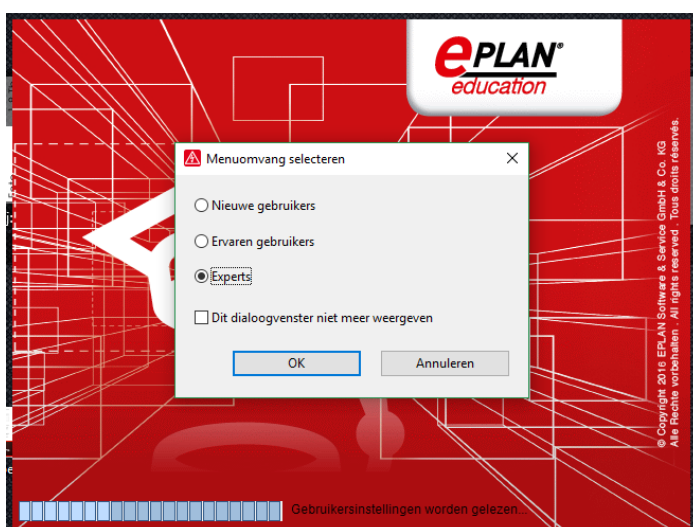 ePLAN®
education
Menuomvang selecteren
Nieuwe gebruikers
Ervaren gebruikers
Experts
Dit dialoogvenster niet meer weergeven
OK Annuleren
© Copyright 2016 EPLAN Software & Service GmbH & Co. KG
Alle Rechte vorbehalten . All rights reserved . Tous droits réservés.
Gebruikersinstellingen worden gelezen...